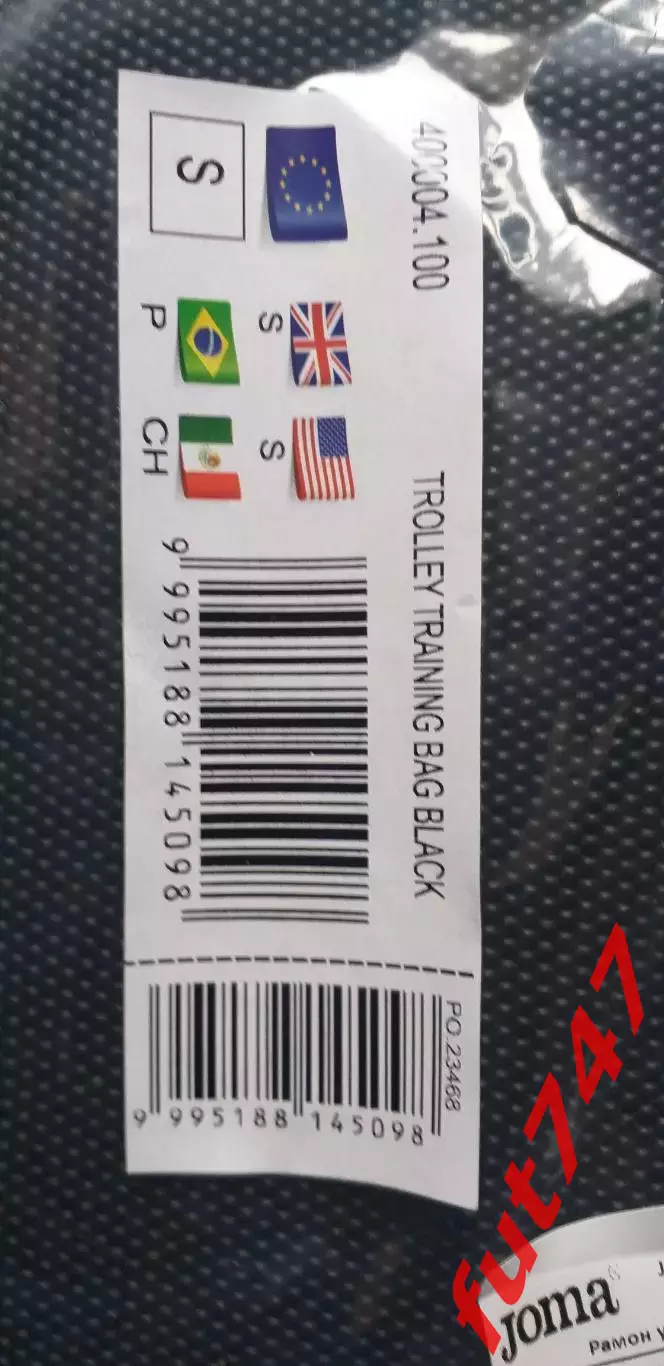 400004.100
TROLLEY TRAINING BAG BLACK
S
S
S
P
CH
9 995188 145098
PO.23468
9 995188 145098
fut747
Joma
Рамон